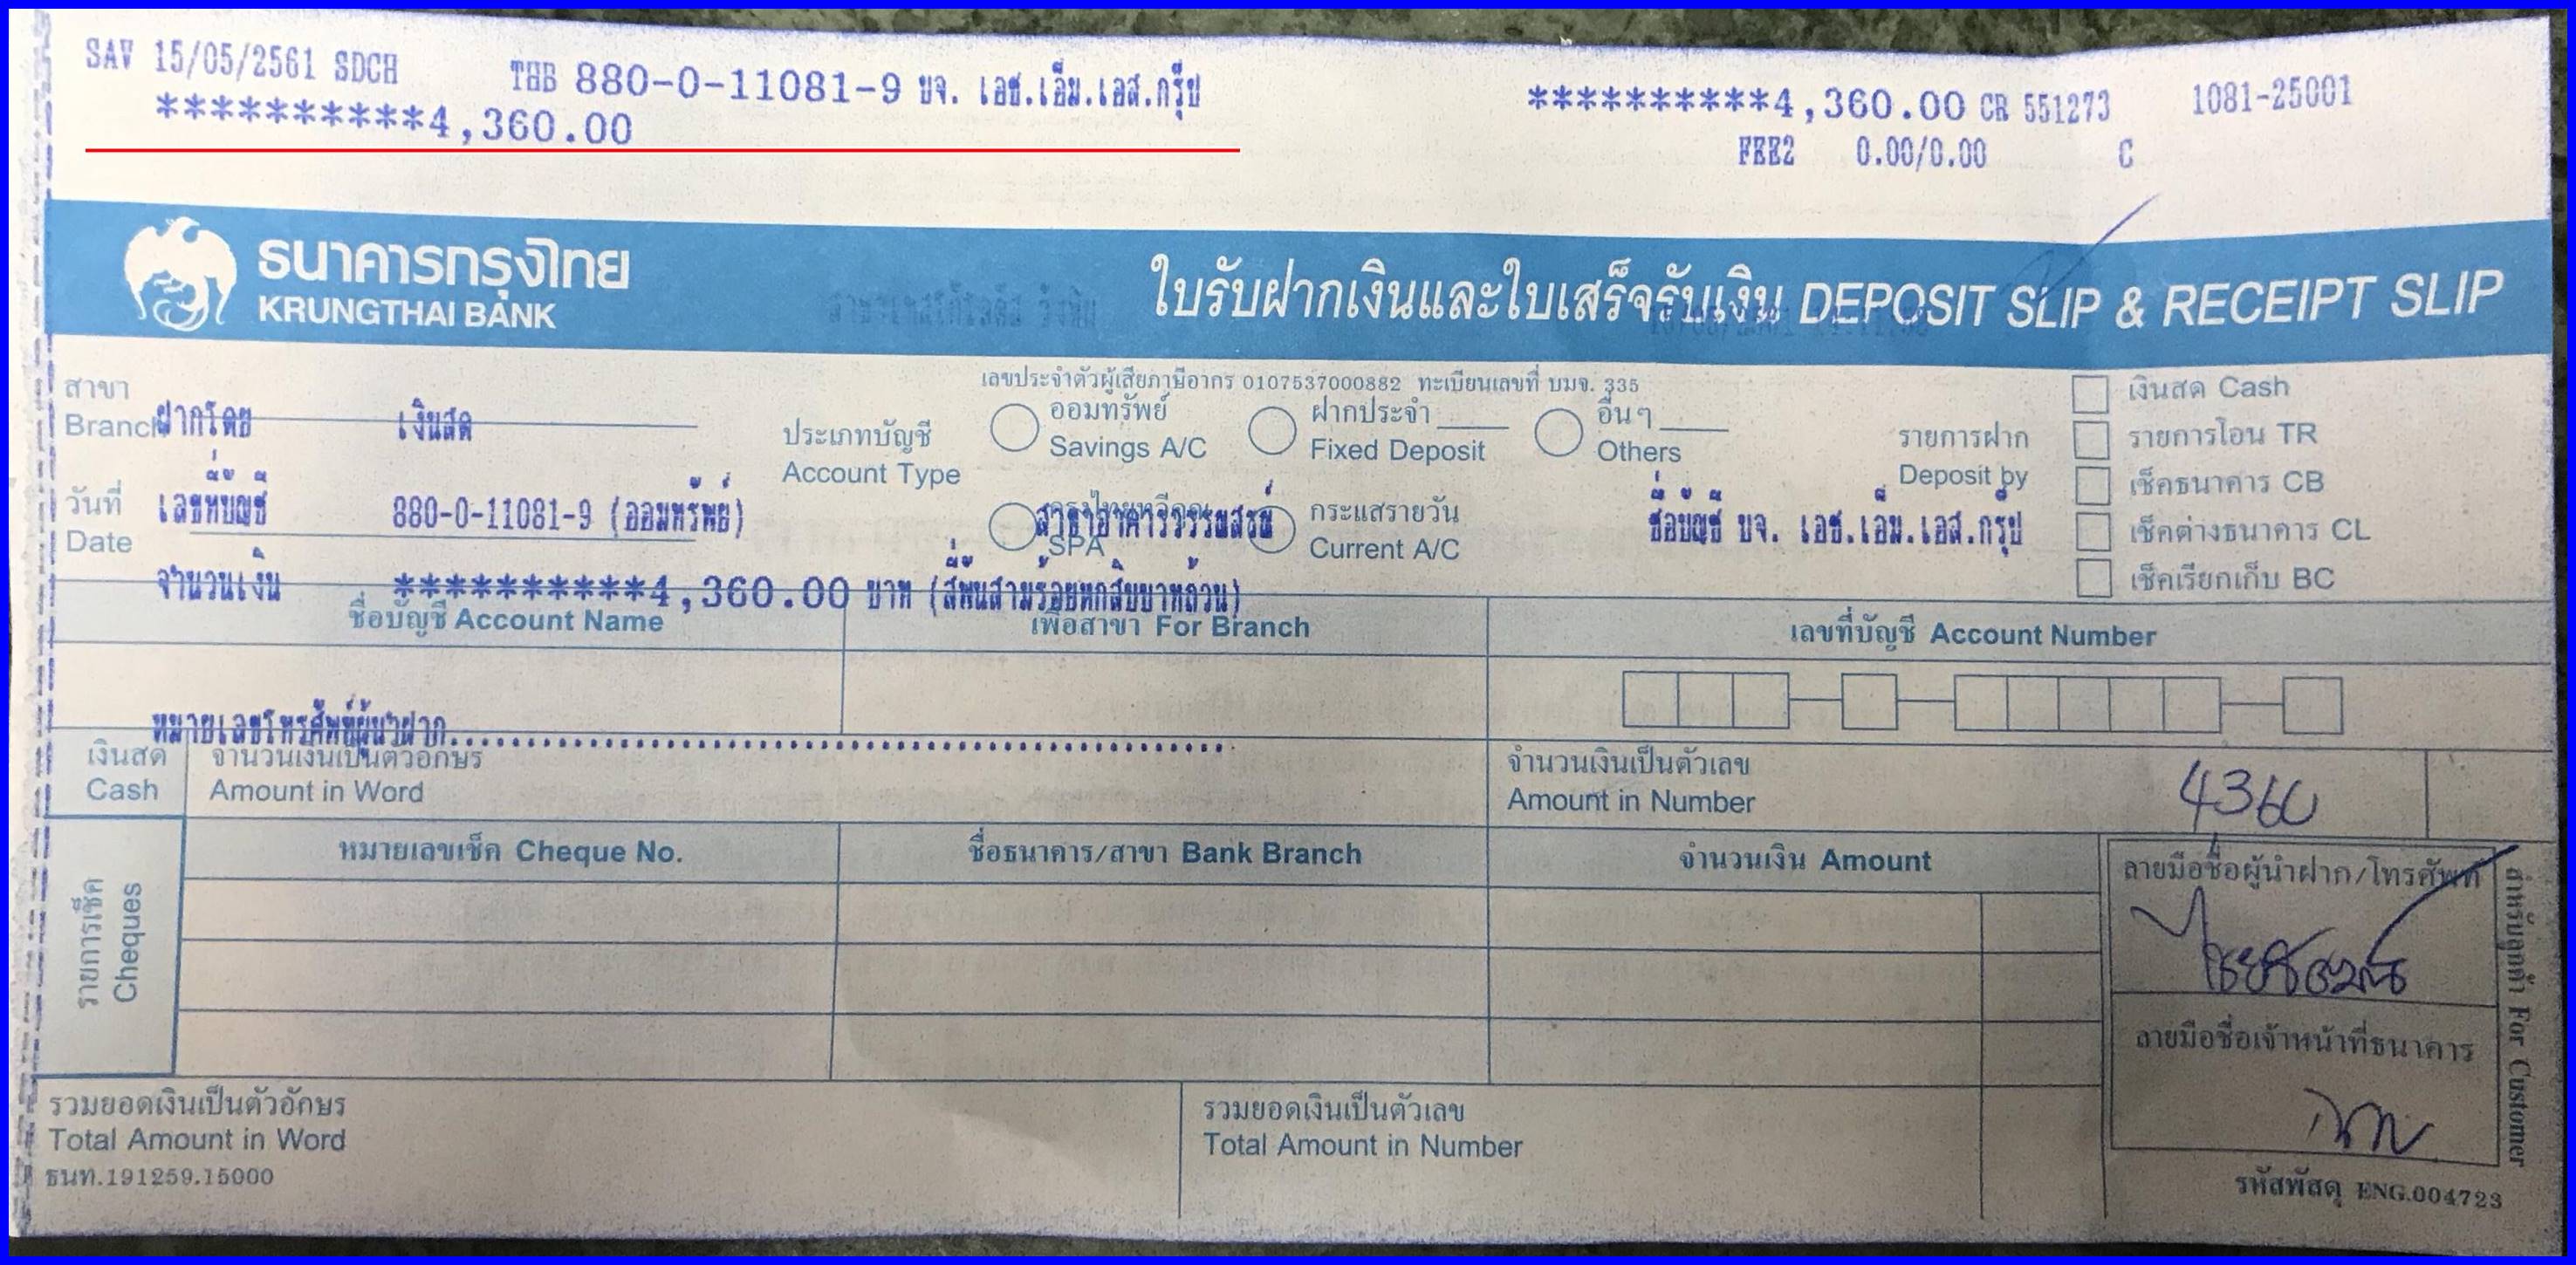 SAV 15/05/2561 SDCH THB 880-0-11081-9 บจ. เอช.เอ็ม.เอส.กรุ๊ป **********4,360.00 CR 551273 1081-25001
**********4,360.00
FEE2 0.00/0.00 C
ธนาคารกรุงไทย
KRUNGTHAI BANK
ใบรับฝากเงินและใบเสร็จรับเงิน DEPOSIT SLIP & RECEIPT SLIP
เลขประจำตัวผู้เสียภาษีอากร 0107537000882 ทะเบียนเลขที่ บมจ. 335
สาขา
Branch
ฝากโดย เงินสด
ประเภทบัญชี
Account Type
ออมทรัพย์
Savings A/C
ฝากประจำ
Fixed Deposit
อื่นๆ
Others
รายการฝาก
Deposit by
เงินสด Cash
รายการโอน TR
เช็คธนาคาร CB
เช็คต่างธนาคาร CL
เช็คเรียกเก็บ BC
วันที่
Date
เลขที่บัญชี 880-0-11081-9 (ออมทรัพย์)
SPA
กระแสรายวัน
Current A/C
ชื่อบัญชี บจ. เอช.เอ็ม.เอส.กรุ๊ป
จำนวนเงิน **********4,360.00 บาท (สี่พันสามร้อยหกสิบบาทถ้วน)
ชื่อบัญชี Account Name
เพื่อสาขา For Branch
เลขที่บัญชี Account Number
หมายเลขโทรศัพท์ผู้นำฝาก
เงินสด
Cash
จำนวนเงินเป็นตัวอักษร
Amount in Word
จำนวนเงินเป็นตัวเลข
Amount in Number
4360
รายการเช็ค
Cheques
หมายเลขเช็ค Cheque No.
ชื่อธนาคาร/สาขา Bank Branch
จำนวนเงิน Amount
ลายมือชื่อผู้นำฝาก/โทรศัพท์
ลายมือชื่อเจ้าหน้าที่ธนาคาร
สำหรับลูกค้า For Customer
รวมยอดเงินเป็นตัวอักษร
Total Amount in Word
รวมยอดเงินเป็นตัวเลข
Total Amount in Number
ธนท.191259.15000
รหัสพัสดุ ENG.004723